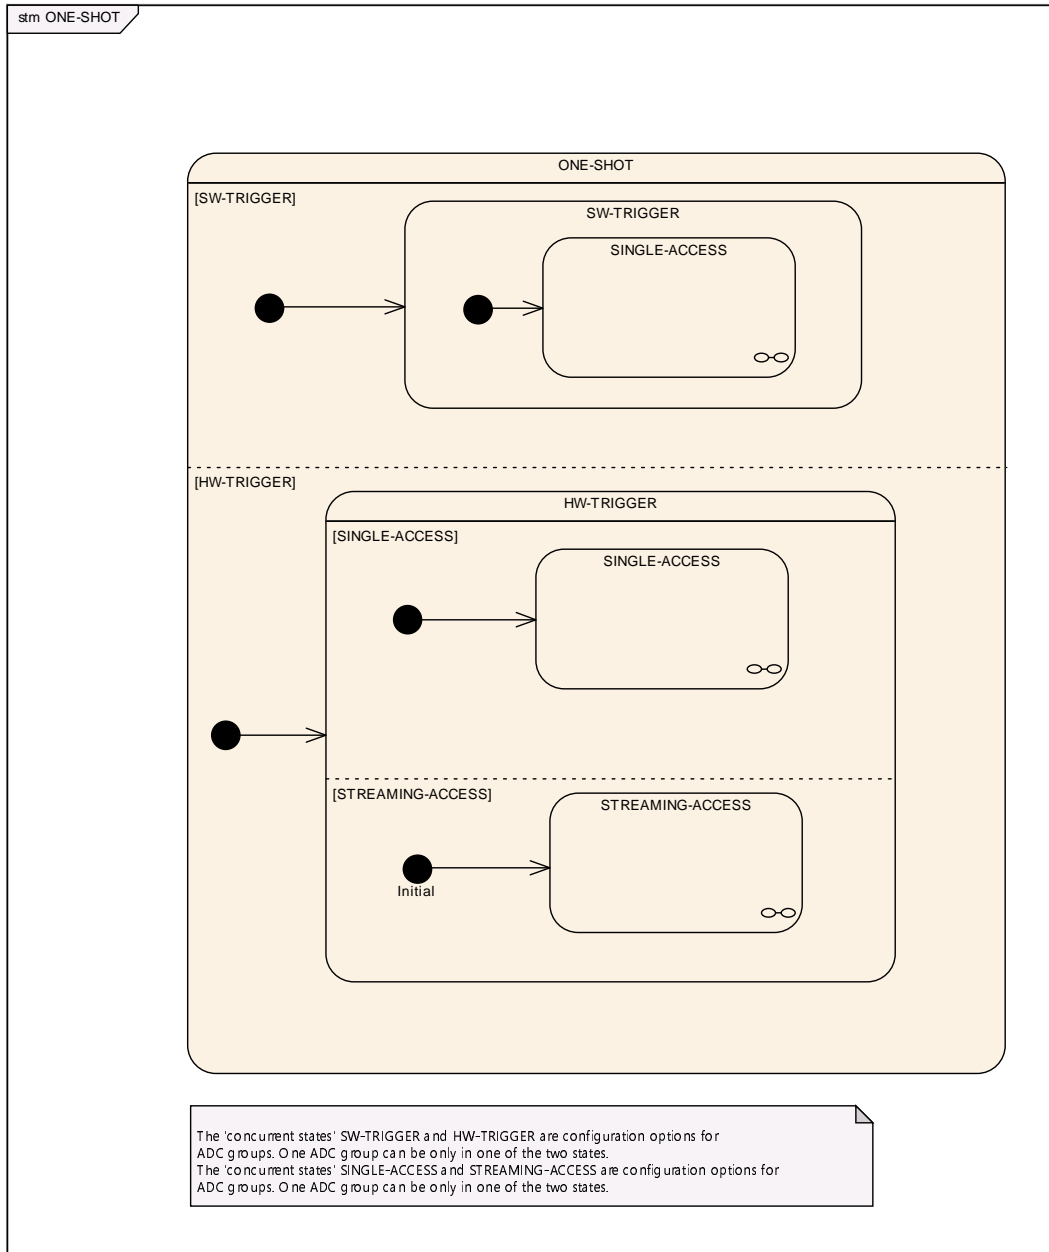 stm ONE-SHOT
ONE-SHOT
[SW-TRIGGER]
SW-TRIGGER
SINGLE-ACCESS
[HW-TRIGGER]
HW-TRIGGER
[SINGLE-ACCESS]
SINGLE-ACCESS
[STREAMING-ACCESS]
STREAMING-ACCESS
Initial
The 'concurrent states' SW-TRIGGER and HW-TRIGGER are configuration options for
ADC groups. One ADC group can be only in one of the two states.
The 'concurrent states' SINGLE-ACCESS and STREAMING-ACCESS are configuration options for
ADC groups. One ADC group can be only in one of the two states.